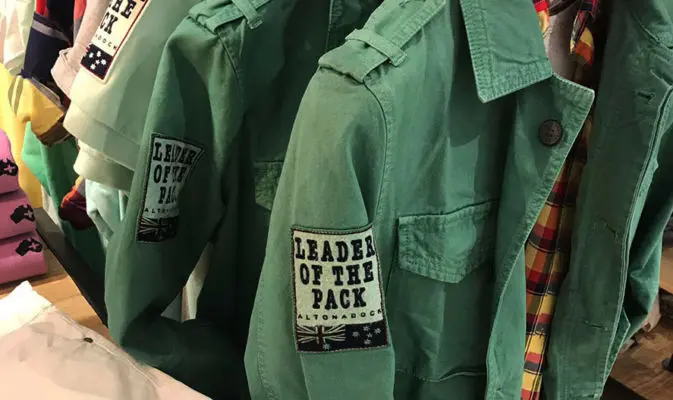 LEADER
OF THE
PACK
ALTONADOCK
LEADER
OF THE
PACK
ALTONADOCK